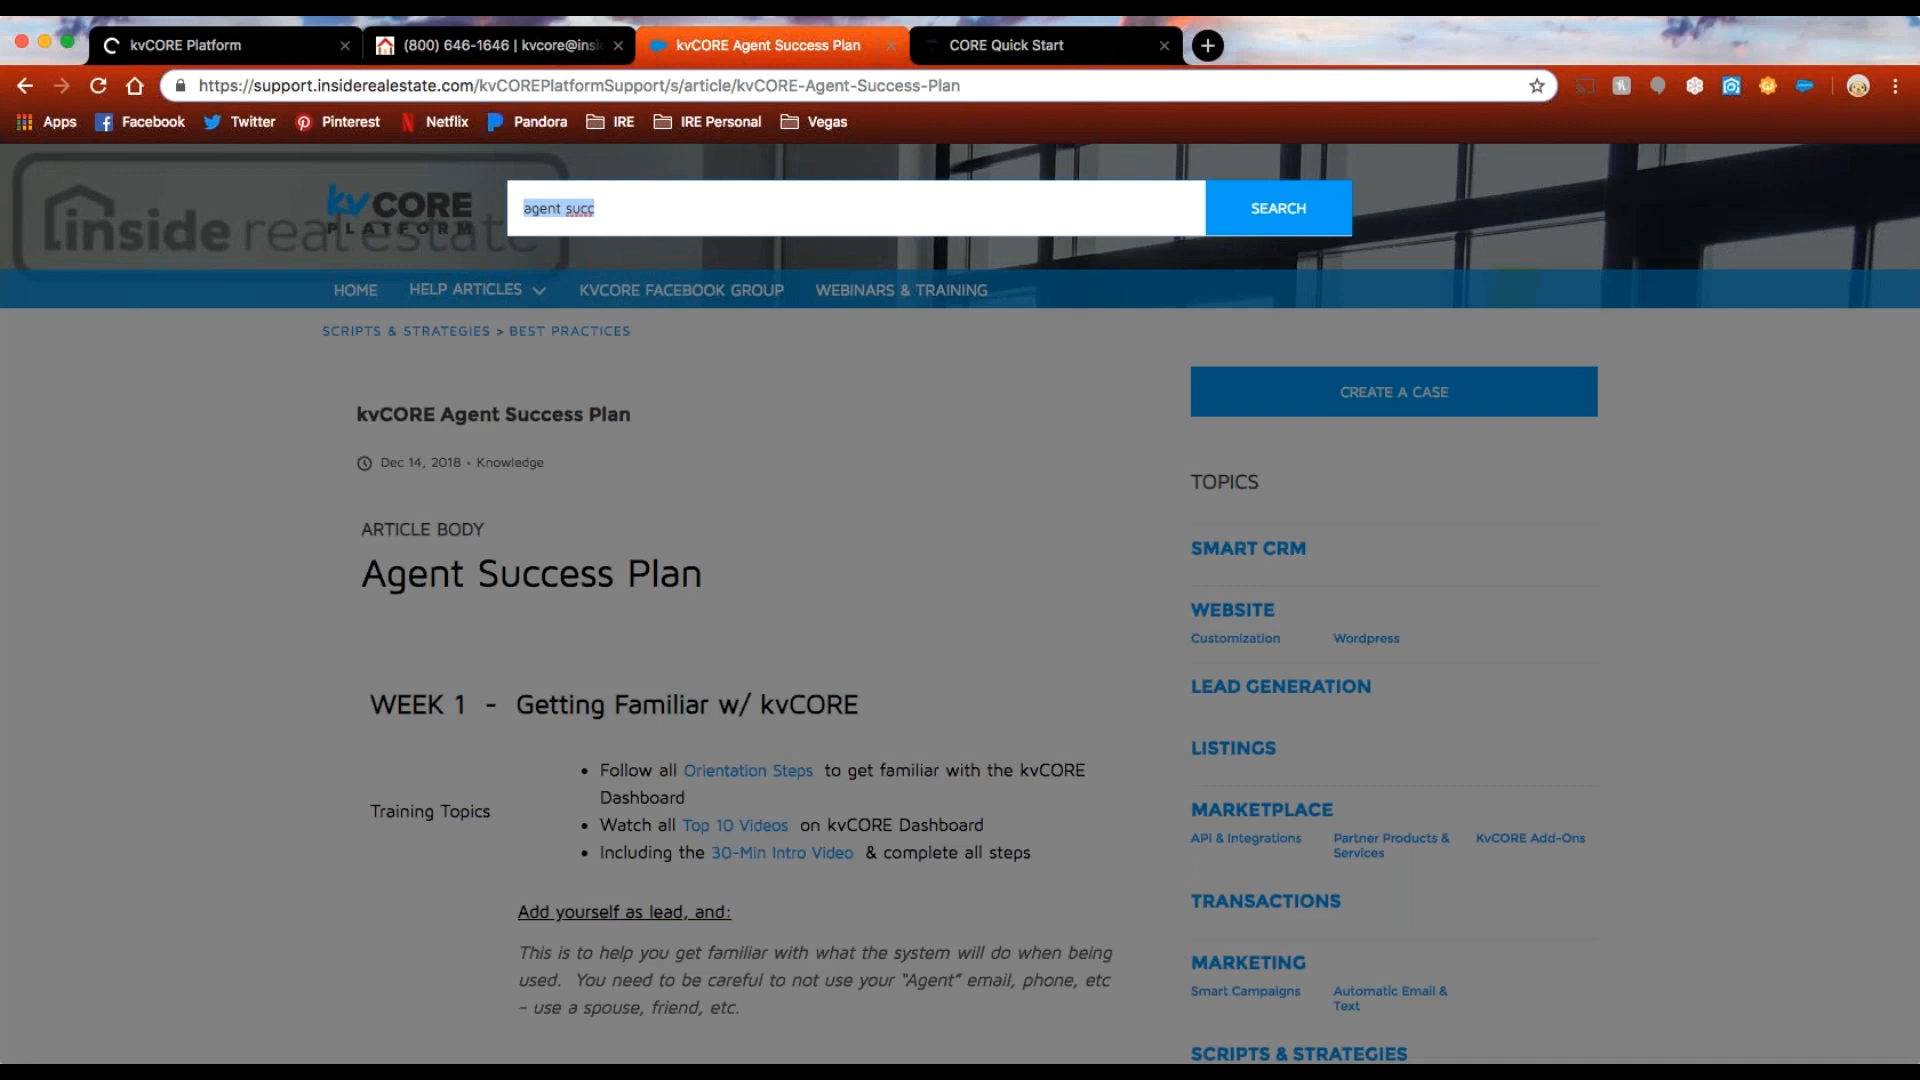 kvCORE Platform
(800) 646-1646 | kvcore@insi
kvCORE Agent Success Plan
CORE Quick Start
https://support.insiderealestate.com/kvCOREPlatformSupport/s/article/kvCORE-Agent-Success-Plan
Apps
Facebook
Twitter
Pinterest
Netflix
Pandora
IRE
IRE Personal
Vegas
inside real estate
kvCORE
PLATFORM
agent succ
SEARCH
HOME
HELP ARTICLES
KVCORE FACEBOOK GROUP
WEBINARS & TRAINING
SCRIPTS & STRATEGIES > BEST PRACTICES
kvCORE Agent Success Plan
Dec 14, 2018 • Knowledge
ARTICLE BODY
Agent Success Plan
WEEK 1 - Getting Familiar w/ kvCORE
Training Topics
• Follow all Orientation Steps to get familiar with the kvCORE
Dashboard
• Watch all Top 10 Videos on kvCORE Dashboard
• Including the 30-Min Intro Video & complete all steps
Add yourself as lead, and:
This is to help you get familiar with what the system will do when being
used. You need to be careful to not use your “Agent” email, phone, etc
- use a spouse, friend, etc.
CREATE A CASE
TOPICS
SMART CRM
WEBSITE
Customization
Wordpress
LEAD GENERATION
LISTINGS
MARKETPLACE
API & Integrations
Partner Products &
Services
KvCORE Add-Ons
TRANSACTIONS
MARKETING
Smart Campaigns
Automatic Email &
Text
SCRIPTS & STRATEGIES